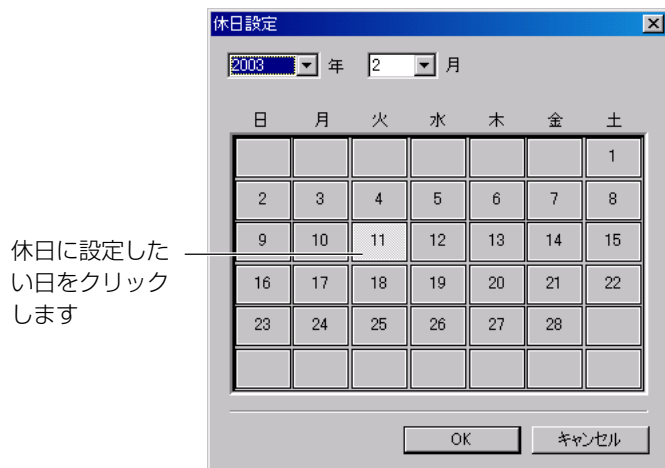 休日設定
2003 年 2 月
日 月 火 水 木 金 土
1
2 3 4 5 6 7 8
9 10 11 12 13 14 15
16 17 18 19 20 21 22
23 24 25 26 27 28
OK キャンセル
休日に設定した
い日をクリック
します